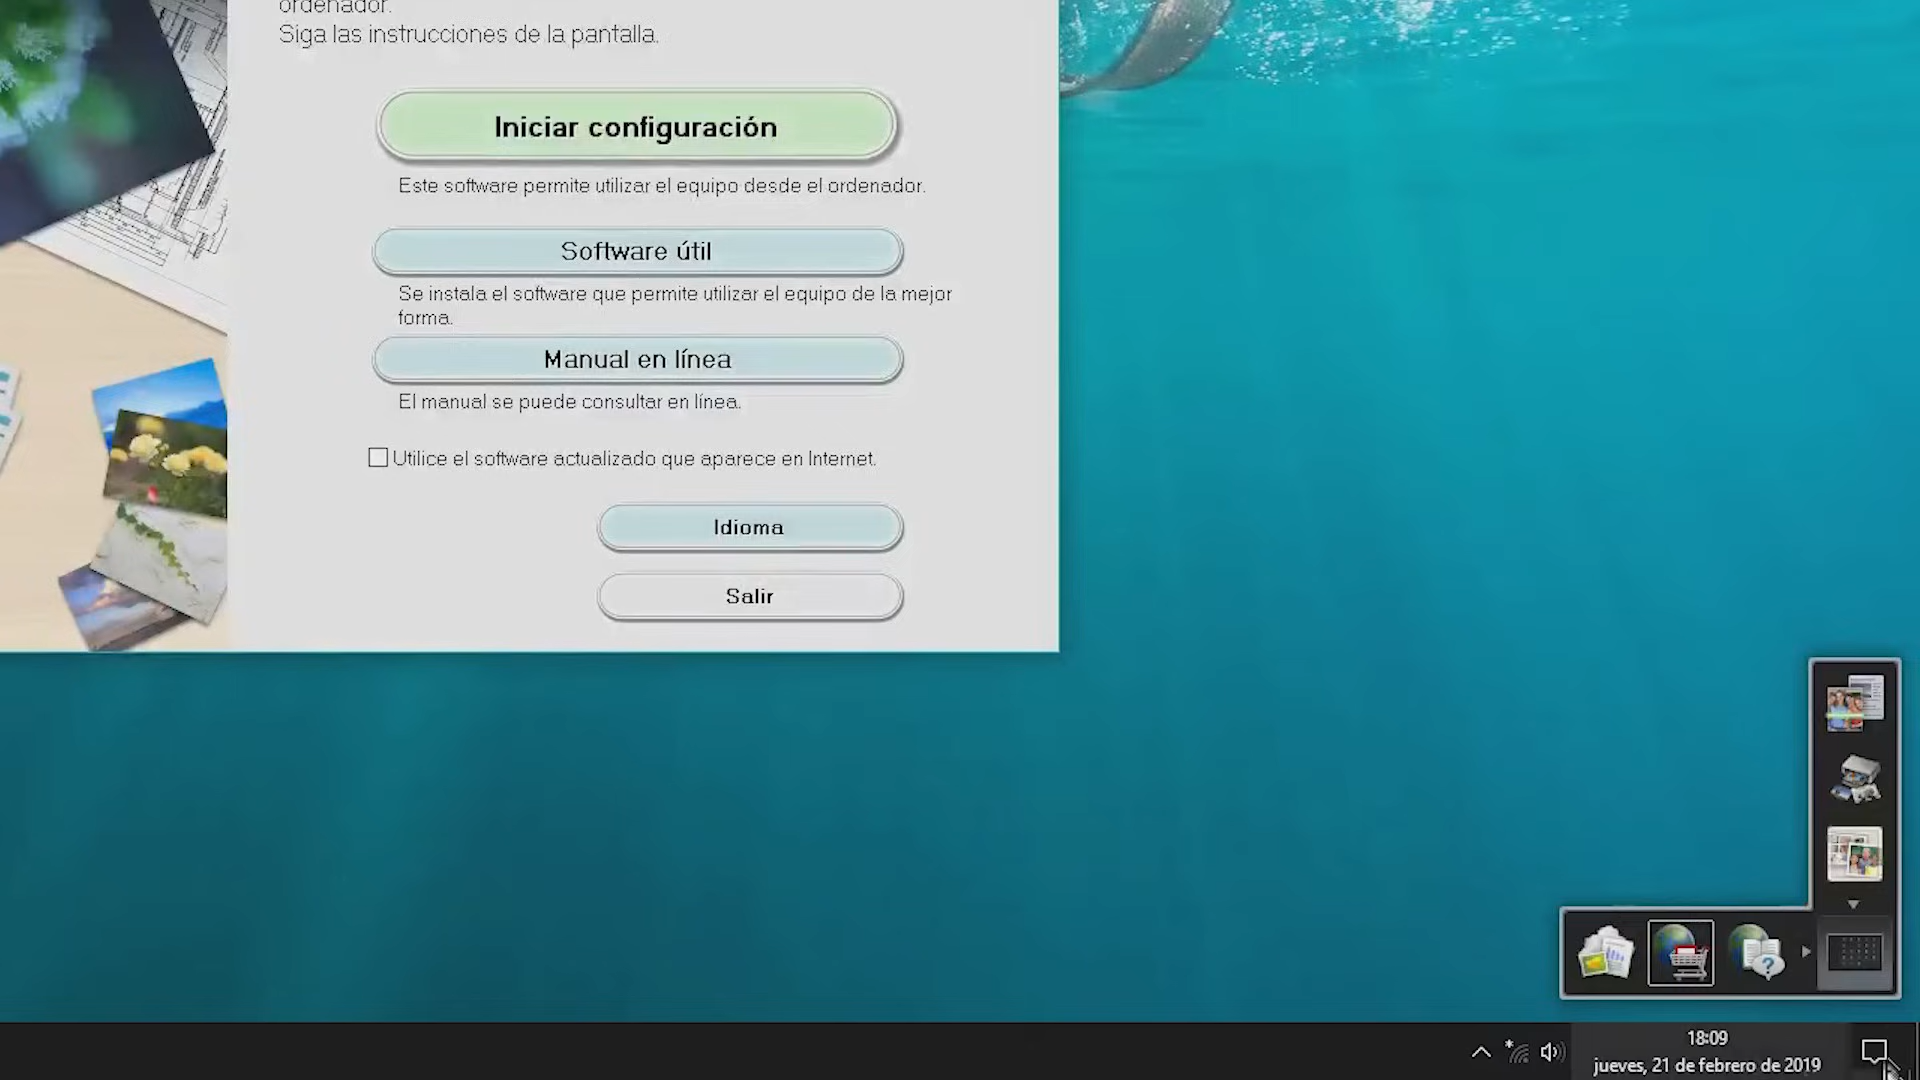 ordenador.
Siga las instrucciones de la pantalla.
Iniciar configuración
Este software permite utilizar el equipo desde el ordenador.
Software útil
Se instala el software que permite utilizar el equipo de la mejor
forma.
Manual en línea
El manual se puede consultar en línea.
Utilice el software actualizado que aparece en Internet.
Idioma
Salir
18:09
jueves, 21 de febrero de 2019